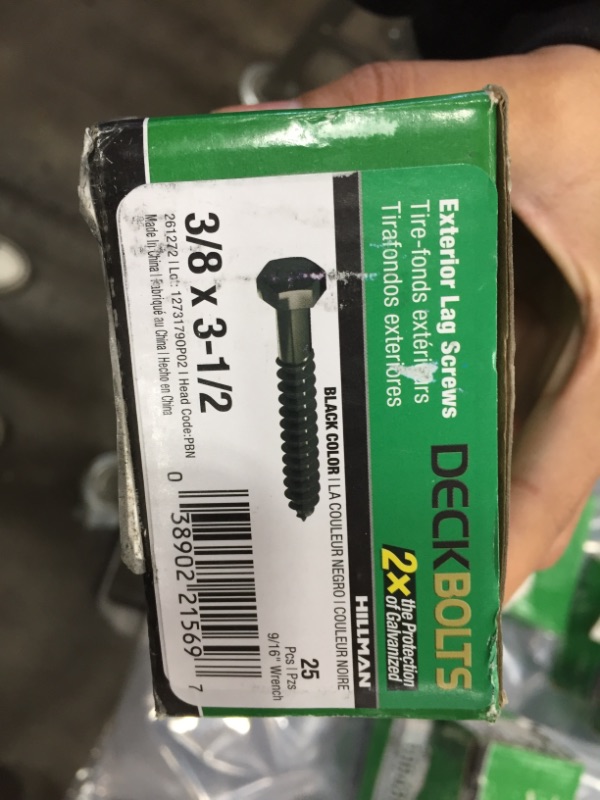 Exterior Lag Screws
Tire-fonds extérieurs
Tirafondos exteriores
DECKBOLTS
2x the Protection
of Galvanized
HILLMAN
BLACK COLOR | LA COULEUR NEGRO | COULEUR NOIRE
25
Pcs | Pzs
9/16" Wrench
3/8 x 3-1/2
261272 | Lot: 12731790P02 | Head Code:PBN
Made In China | Fabriqué au China | Hecho en China
0 38902 21569 7